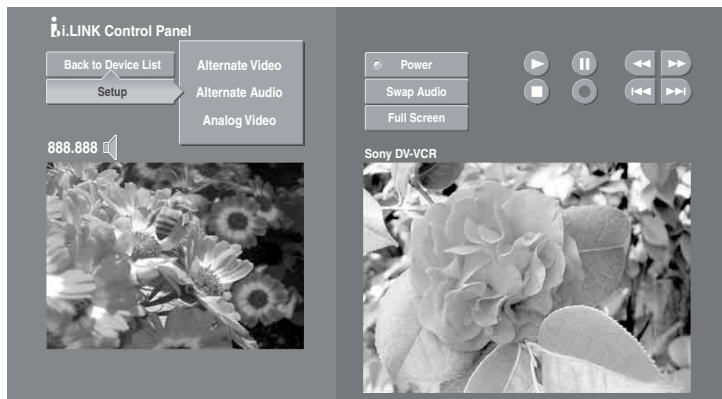 i.LINK Control Panel
Back to Device List
Setup
Alternate Video
Alternate Audio
Analog Video
888.888
Power
Swap Audio
Full Screen
Sony DV-VCR